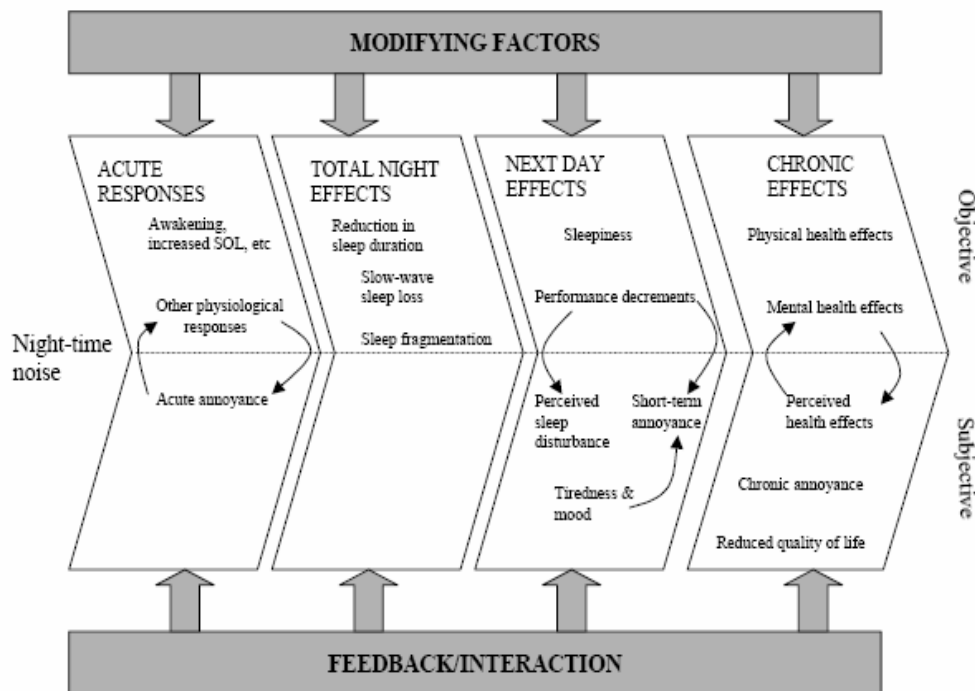 MODIFYING FACTORS
ACUTE
RESPONSES
Awakening,
increased SOL, etc
Other physiological
responses
Acute annoyance
TOTAL NIGHT
EFFECTS
Reduction in
sleep duration
Slow-wave
sleep loss
Sleep fragmentation
NEXT DAY
EFFECTS
Sleepiness
Performance decrements
Perceived
sleep
disturbance
Short-term
annoyance
Tiredness &
mood
CHRONIC
EFFECTS
Physical health effects
Mental health effects
Perceived
health effects
Chronic annoyance
Reduced quality of life
Night-time
noise
Objective
Subjective
FEEDBACK/INTERACTION